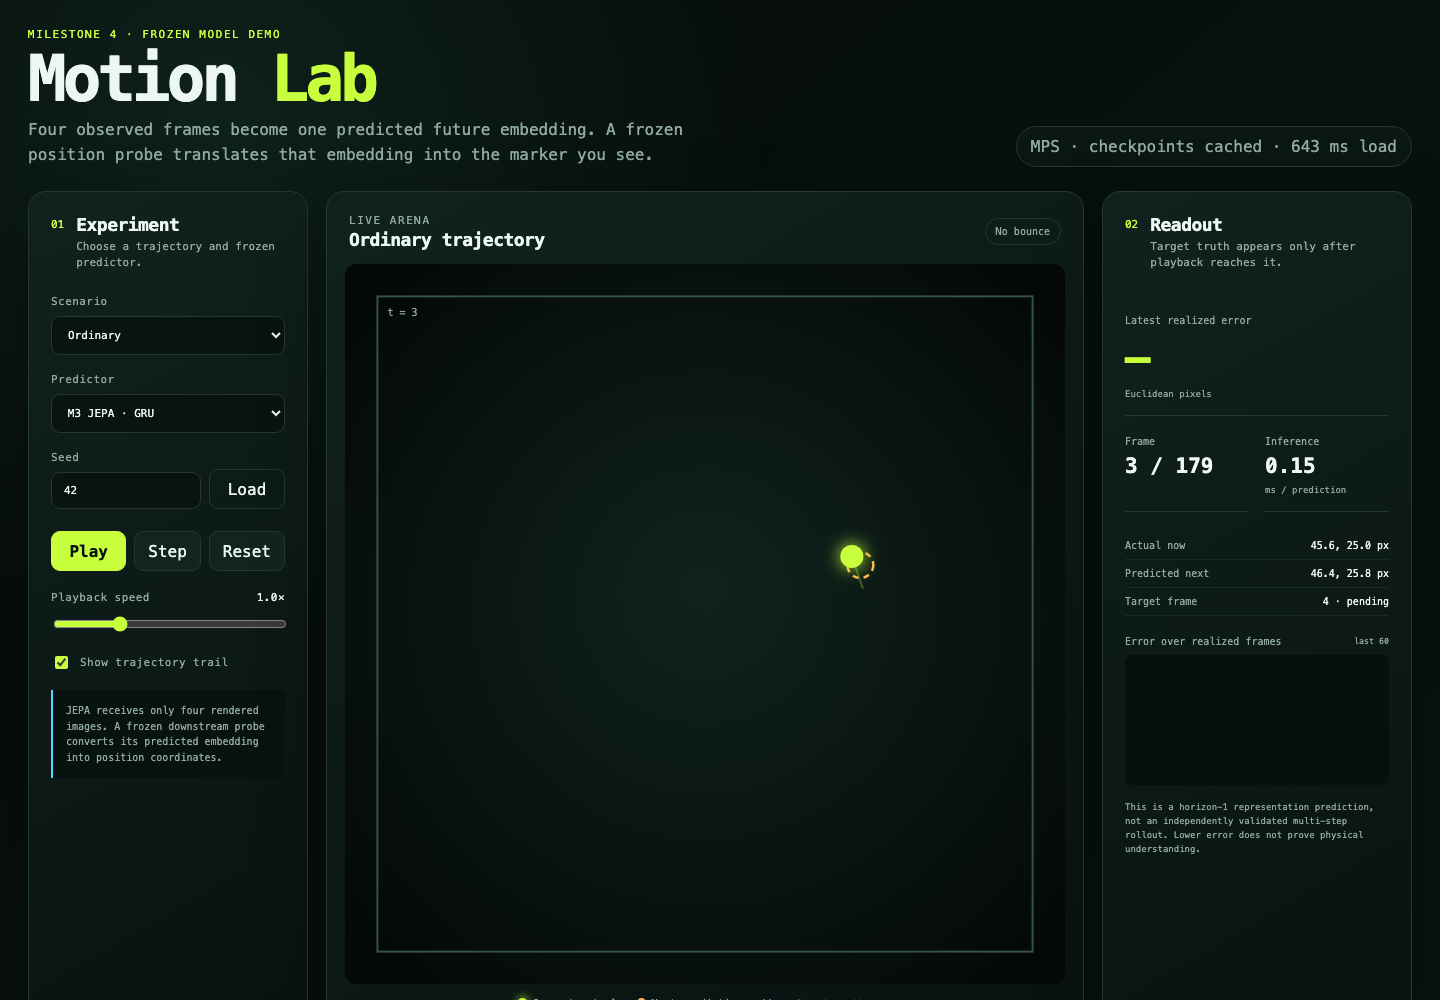 MILESTONE 4 · FROZEN MODEL DEMO
Motion Lab
Four observed frames become one predicted future embedding. A frozen
position probe translates that embedding into the marker you see.
MPS · checkpoints cached · 643 ms load
01 Experiment
Choose a trajectory and frozen
predictor.
Scenario
Ordinary
Predictor
M3 JEPA · GRU
Seed
42
Load
Play
Step
Reset
Playback speed
1.0×
Show trajectory trail
JEPA receives only four rendered
images. A frozen downstream probe
converts its predicted embedding
into position coordinates.
LIVE ARENA
Ordinary trajectory
No bounce
t = 3
02 Readout
Target truth appears only after
playback reaches it.
Latest realized error
—
Euclidean pixels
Frame
3 / 179
Inference
0.15
ms / prediction
Actual now
45.6, 25.0 px
Predicted next
46.4, 25.8 px
Target frame
4 · pending
Error over realized frames
last 60
This is a horizon-1 representation prediction,
not an independently validated multi-step
rollout. Lower error does not prove physical
understanding.